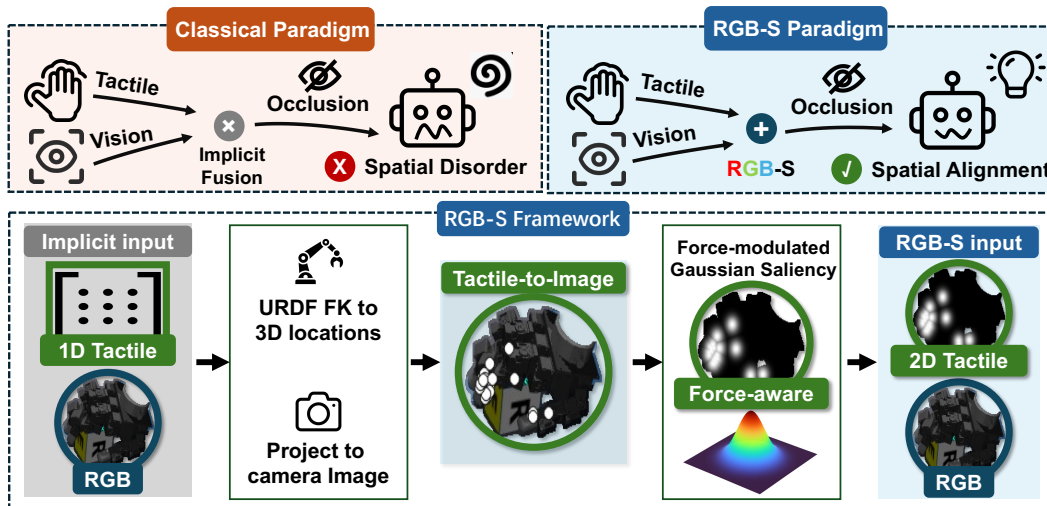 Classical Paradigm
Tactile
Vision
Implicit
Fusion
Occlusion
X
Spatial Disorder
RGB-S Paradigm
Tactile
Vision
RGB-S
Occlusion
Spatial Alignment
RGB-S Framework
Implicit input
1D Tactile
RGB
URDF FK to
3D locations
Project to
camera Image
Tactile-to-Image
R
Force-modulated
Gaussian Saliency
Force-aware
RGB-S input
2D Tactile
RGB